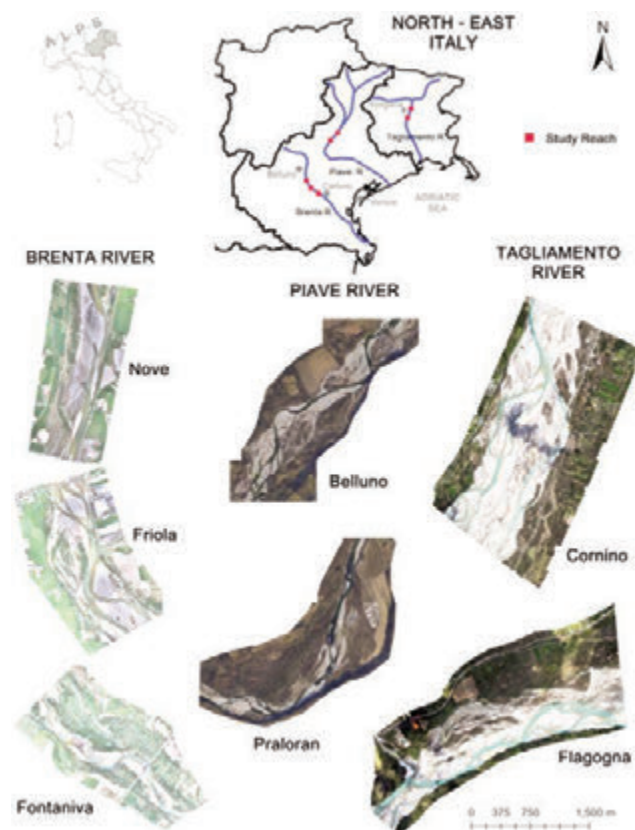 ALPS
NORTH - EAST
ITALY
N
Study Reach
Tagliamento R.
Belluno
Piave R.
ADRIATIC
SEA
Brenta R.
BRENTA RIVER
PIAVE RIVER
TAGLIAMENTO
RIVER
Nove
Belluno
Friola
Cornino
Praloran
Flagogna
Fontaniva
0 375 750 1,500 m